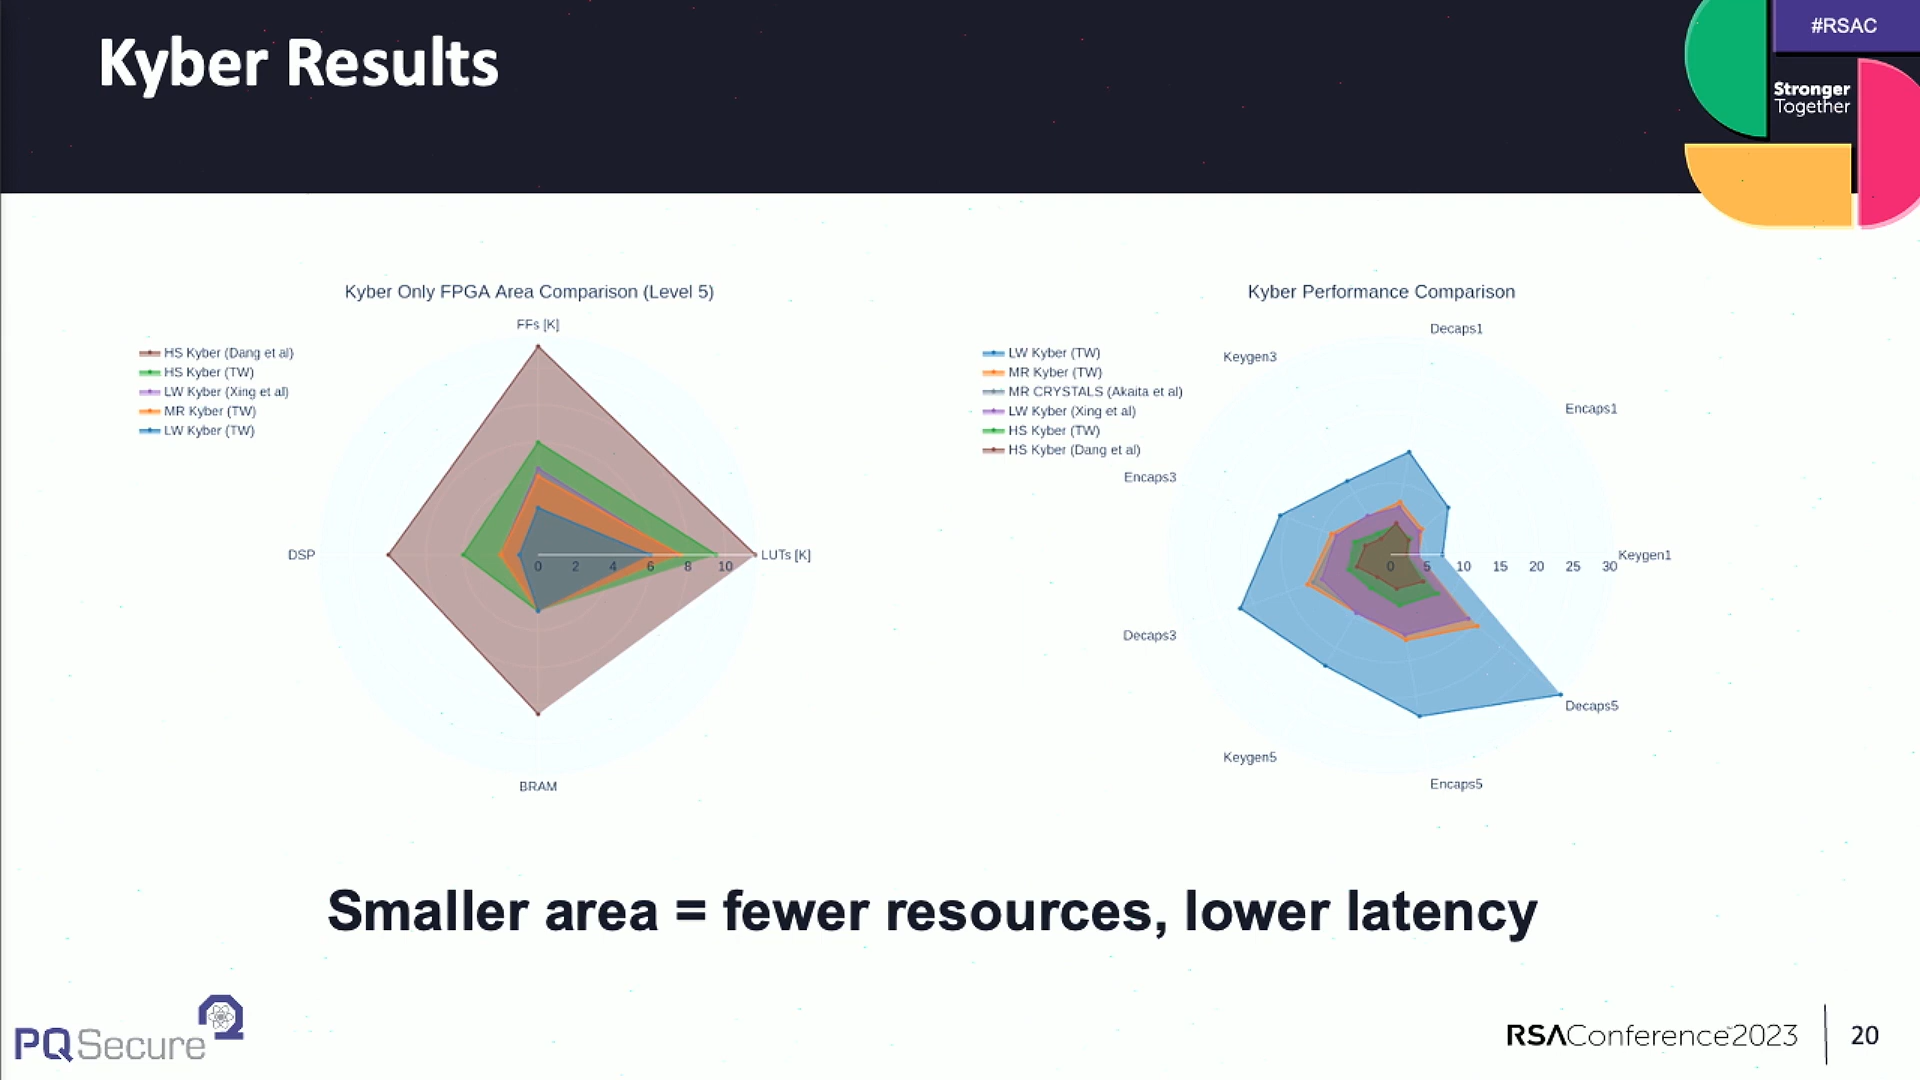 Kyber Results
#RSAC
Stronger
Together
Kyber Only FPGA Area Comparison (Level 5)
FFs [K]
HS Kyber (Dang et al)
HS Kyber (TW)
LW Kyber (Xing et al)
MR Kyber (TW)
LW Kyber (TW)
DSP
LUTs [K]
0 2 4 6 8 10
BRAM
Kyber Performance Comparison
Decaps1
Keygen3
LW Kyber (TW)
MR Kyber (TW)
MR CRYSTALS (Akaita et al)
LW Kyber (Xing et al)
HS Kyber (TW)
HS Kyber (Dang et al)
Encaps1
Encaps3
Keygen1
0 5 10 15 20 25 30
Decaps3
Decaps5
Keygen5
Encaps5
Smaller area = fewer resources, lower latency
PQSecure
RSAConference2023
20